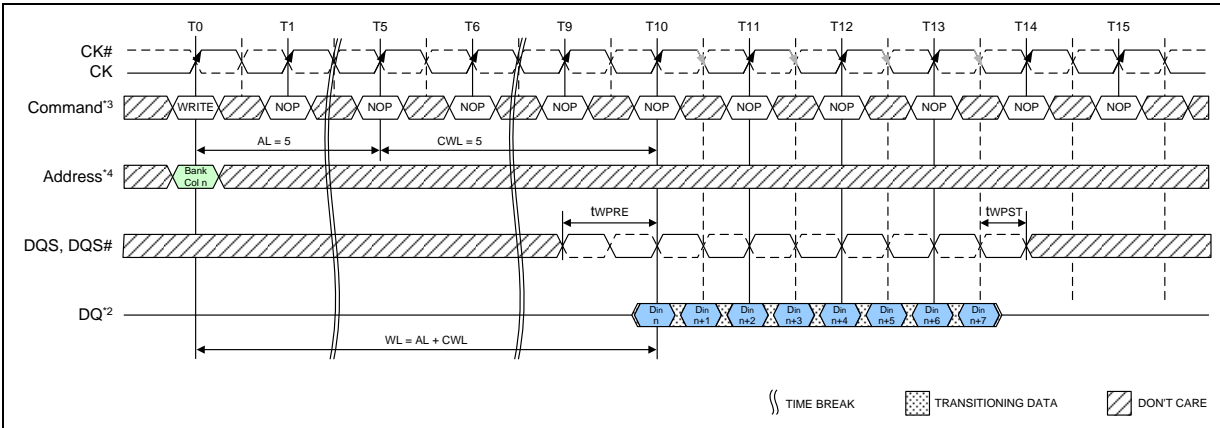 T0 T1 T5 T6 T9 T10 T11 T12 T13 T14 T15
CK#
CK
Command*3 WRITE NOP NOP NOP NOP NOP NOP NOP NOP NOP NOP
AL = 5 CWL = 5
Address*4 Bank
Col n
tWPRE tWPST
DQS, DQS#
DQ*2 Din Din Din Din Din Din Din Din
n n+1 n+2 n+3 n+4 n+5 n+6 n+7
WL = AL + CWL
TIME BREAK TRANSITIONING DATA DON'T CARE